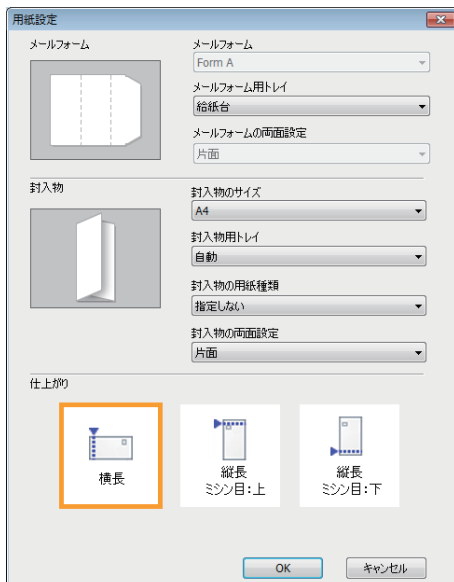 用紙設定
メールフォーム
メールフォーム
Form A
メールフォーム用トレイ
給紙台
メールフォームの両面設定
片面
封入物
封入物のサイズ
A4
封入物用トレイ
自動
封入物の用紙種類
指定しない
封入物の両面設定
片面
仕上がり
横長
縦長
ミシン目:上
縦長
ミシン目:下
OK
キャンセル